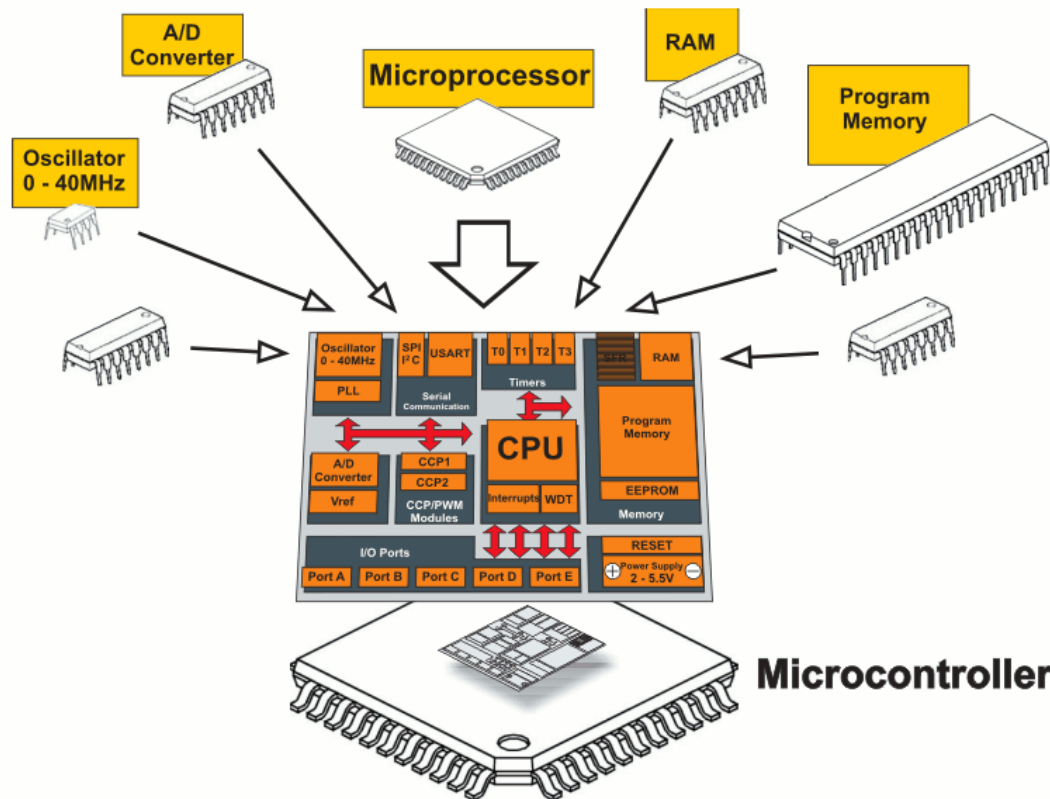 A/D
Converter
Microprocessor
RAM
Program
Memory
Oscillator
0 - 40MHz
Oscillator
0 - 40MHz
PLL
SPI
I²C
USART
Serial
Communication
T0 T1 T2 T3
Timers
SFR
RAM
Program
Memory
EEPROM
Memory
A/D
Converter
Vref
CCP1
CCP2
CCP/PWM
Modules
CPU
Interrupts
WDT
I/O Ports
Port A Port B Port C Port D Port E
RESET
Power Supply
2 - 5.5V
+ −
Microcontroller